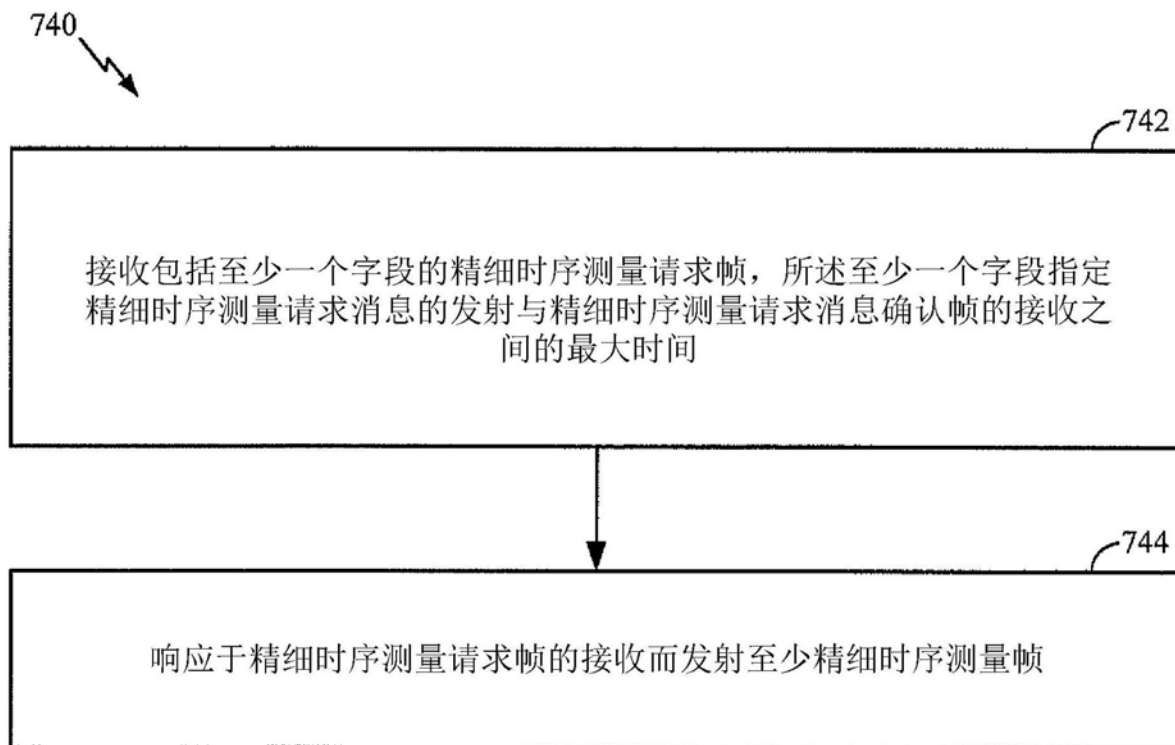 740
742
接收包括至少一个字段的精细时序测量请求帧，所述至少一个字段指定
精细时序测量请求消息的发射与精细时序测量请求消息确认帧的接收之
间的最大时间
744
响应于精细时序测量请求帧的接收而发射至少精细时序测量帧